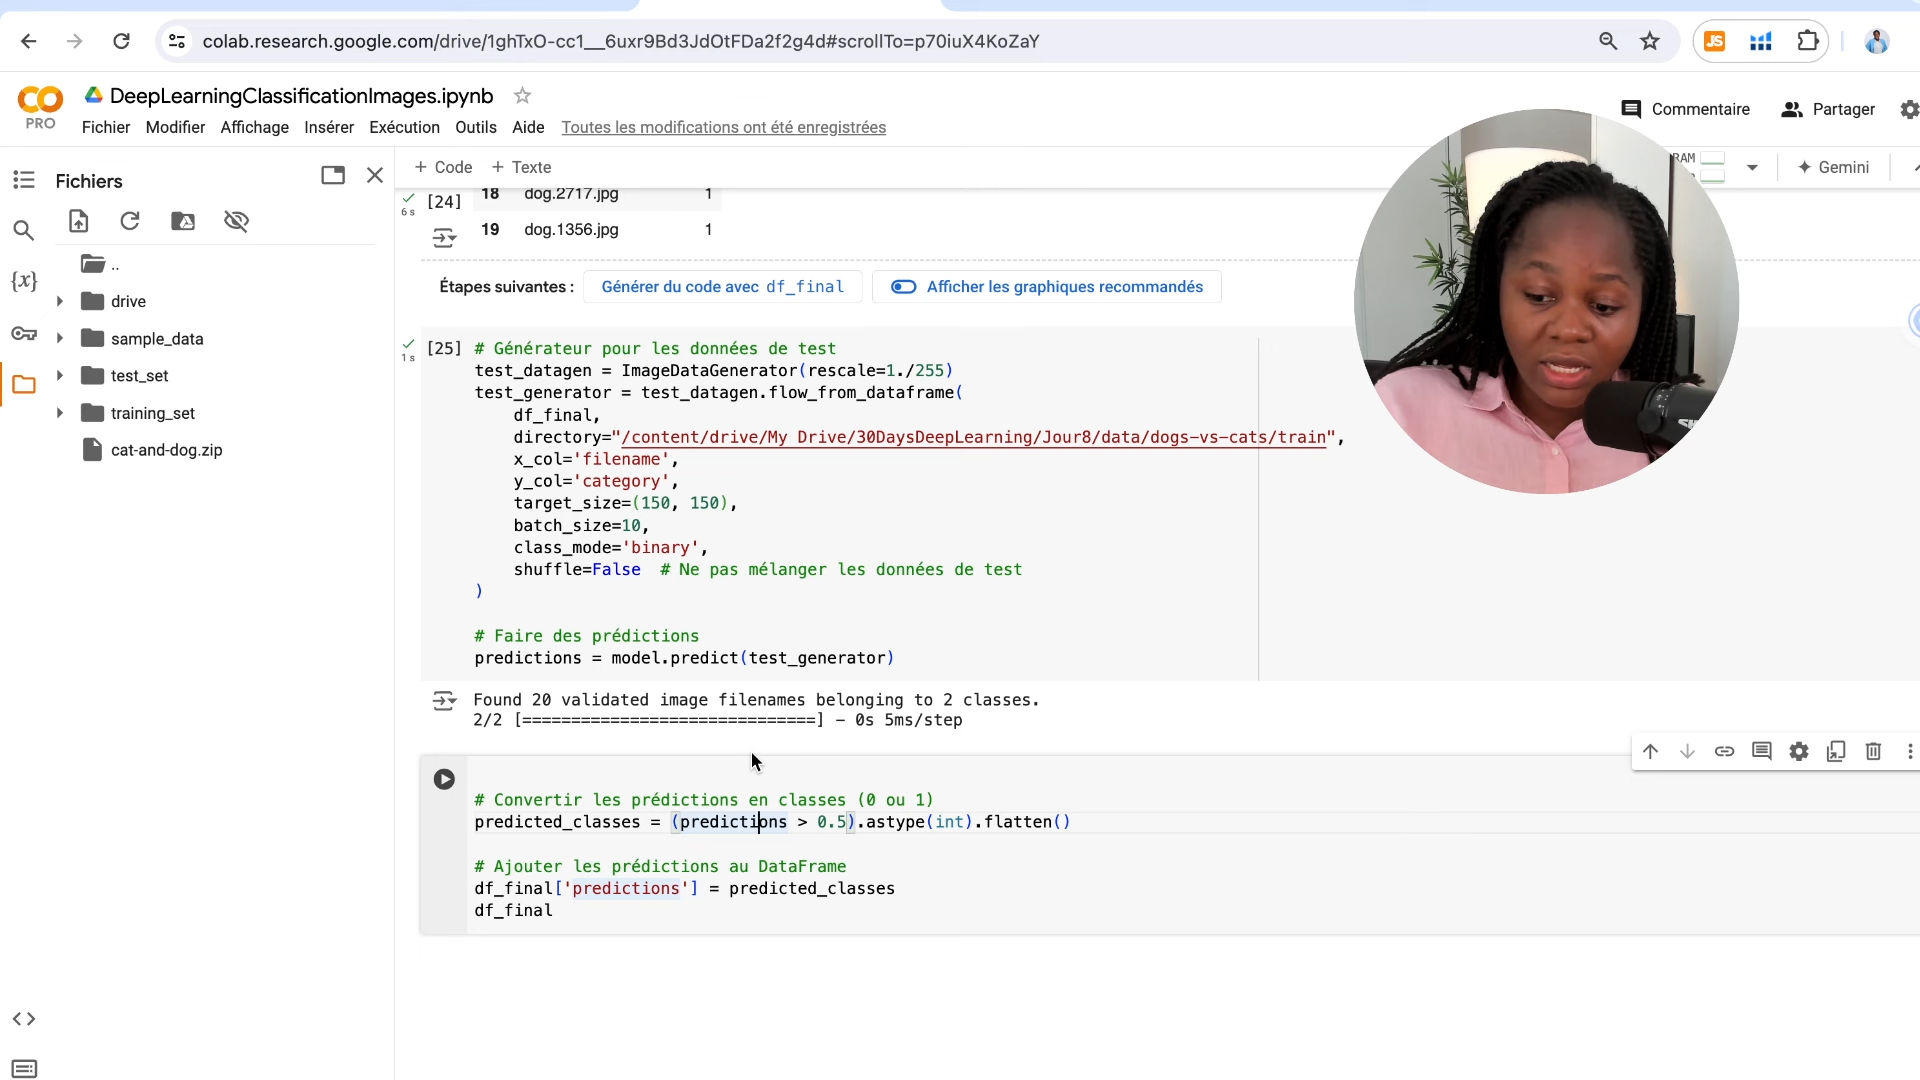 colab.research.google.com/drive/1ghTxO-cc1__6uxr9Bd3JdOtFDa2f2g4d#scrollTo=p70iuX4KoZaY
JS
PRO
DeepLearningClassificationImages.ipynb
Fichier Modifier Affichage Insérer Exécution Outils Aide Toutes les modifications ont été enregistrées
Commentaire
Partager
Fichiers
+ Code + Texte
RAM
Gemini
..
drive
sample_data
test_set
training_set
cat-and-dog.zip
{x}
6 s
[24]
18 dog.2717.jpg 1
19 dog.1356.jpg 1
Étapes suivantes : Générer du code avec df_final Afficher les graphiques recommandés
1 s
[25] # Générateur pour les données de test
test_datagen = ImageDataGenerator(rescale=1./255)
test_generator = test_datagen.flow_from_dataframe(
df_final,
directory="/content/drive/My Drive/30DaysDeepLearning/Jour8/data/dogs-vs-cats/train",
x_col='filename',
y_col='category',
target_size=(150, 150),
batch_size=10,
class_mode='binary',
shuffle=False # Ne pas mélanger les données de test
)
# Faire des prédictions
predictions = model.predict(test_generator)
Found 20 validated image filenames belonging to 2 classes.
2/2 [==============================] - 0s 5ms/step
# Convertir les prédictions en classes (0 ou 1)
predicted_classes = (predictions > 0.5).astype(int).flatten()
# Ajouter les prédictions au DataFrame
df_final['predictions'] = predicted_classes
df_final